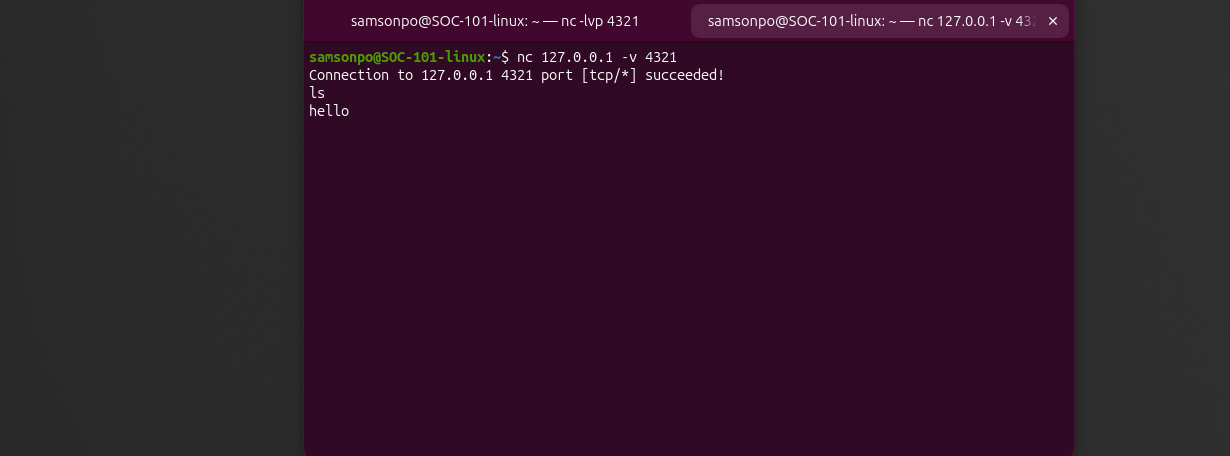 samsonpo@SOC-101-linux: ~ — nc -lvp 4321
samsonpo@SOC-101-linux: ~ — nc 127.0.0.1 -v 432
samsonpo@SOC-101-linux:~$ nc 127.0.0.1 -v 4321
Connection to 127.0.0.1 4321 port [tcp/*] succeeded!
ls
hello